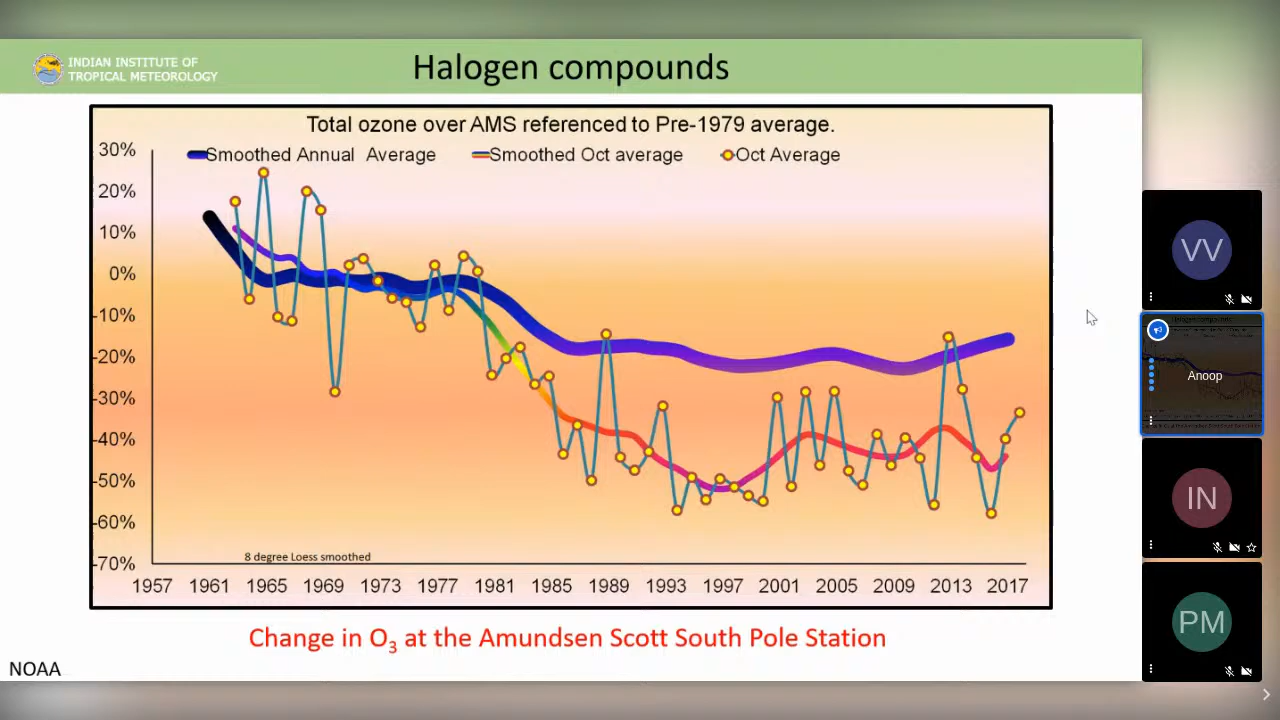 INDIAN INSTITUTE OF
TROPICAL METEOROLOGY
Halogen compounds
Total ozone over AMS referenced to Pre-1979 average.
Smoothed Annual Average
Smoothed Oct average
Oct Average
30%
20%
10%
0%
-10%
-20%
-30%
-40%
-50%
-60%
-70%
8 degree Loess smoothed
1957 1961 1965 1969 1973 1977 1981 1985 1989 1993 1997 2001 2005 2009 2013 2017
Change in O3 at the Amundsen Scott South Pole Station
NOAA
VV
Anoop
IN
PM